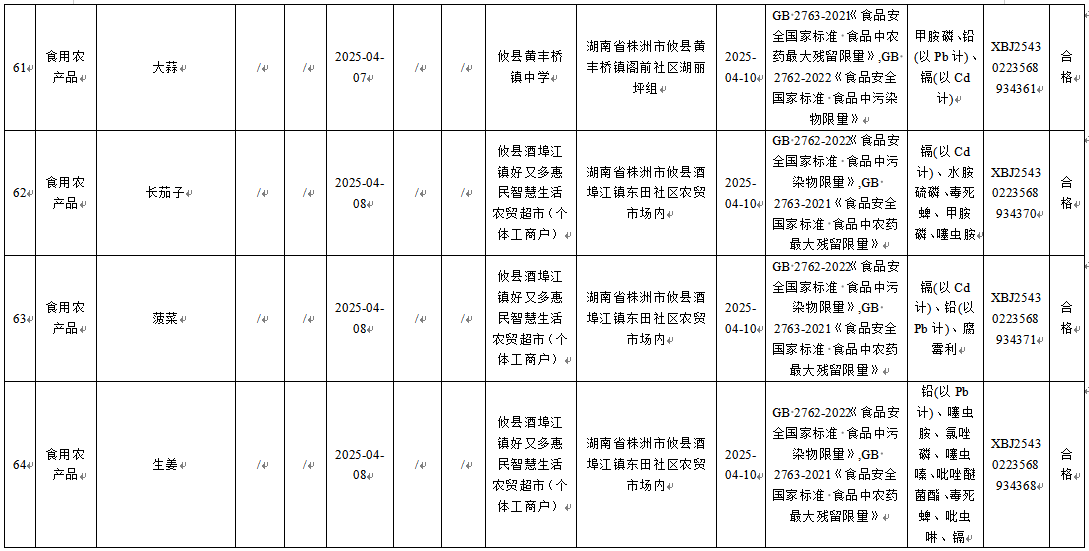 61 食用农产品 大蒜 / / 2025-04-07 / / 攸县黄丰桥镇中学 湖南省株洲市攸县黄丰桥镇阁前社区湖丽坪组 2025-04-10 GB 2763-2021《食品安全国家标准 食品中农药最大残留限量》,GB 2762-2022《食品安全国家标准 食品中污染物限量》 甲胺磷、铅(以 Pb 计)、镉(以 Cd 计) XBJ25430223568934361 合格
62 食用农产品 长茄子 / / 2025-04-08 / / 攸县酒埠江镇好又多惠民智慧生活农贸超市（个体工商户） 湖南省株洲市攸县酒埠江镇东田社区农贸市场内 2025-04-10 GB 2762-2022《食品安全国家标准 食品中污染物限量》,GB 2763-2021《食品安全国家标准 食品中农药最大残留限量》 镉(以 Cd 计)、水胺硫磷、毒死蜱、甲胺磷、噻虫胺 XBJ25430223568934370 合格
63 食用农产品 菠菜 / / 2025-04-08 / / 攸县酒埠江镇好又多惠民智慧生活农贸超市（个体工商户） 湖南省株洲市攸县酒埠江镇东田社区农贸市场内 2025-04-10 GB 2762-2022《食品安全国家标准 食品中污染物限量》,GB 2763-2021《食品安全国家标准 食品中农药最大残留限量》 镉(以 Cd 计)、铅(以 Pb 计)、腐霉利 XBJ25430223568934371 合格
64 食用农产品 生姜 / / 2025-04-08 / / 攸县酒埠江镇好又多惠民智慧生活农贸超市（个体工商户） 湖南省株洲市攸县酒埠江镇东田社区农贸市场内 2025-04-10 GB 2762-2022《食品安全国家标准 食品中污染物限量》,GB 2763-2021《食品安全国家标准 食品中农药最大残留限量》 铅(以 Pb 计)、噻虫胺、氯唑磷、噻虫嗪、吡唑醚菌酯、毒死蜱、吡虫啉、镉 XBJ25430223568934368 合格